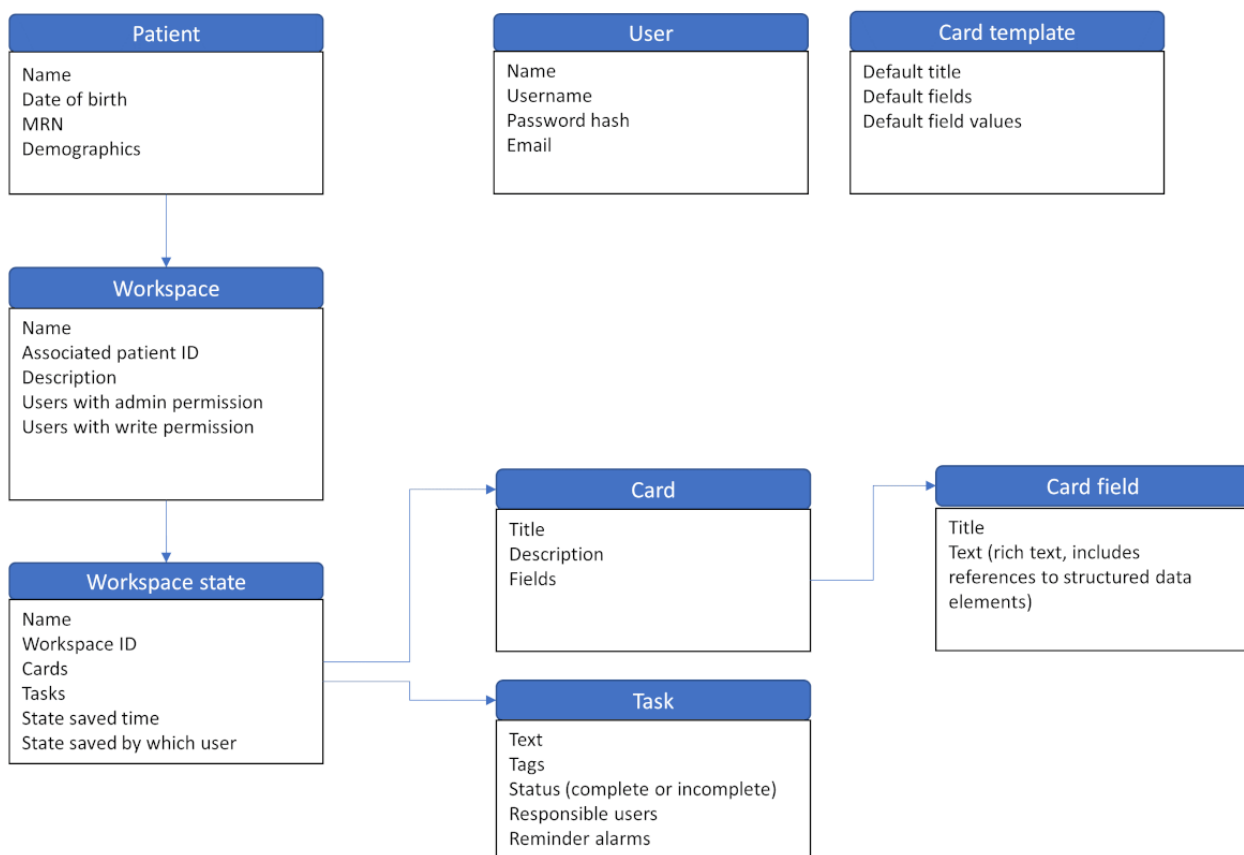 Patient
Name
Date of birth
MRN
Demographics
User
Name
Username
Password hash
Email
Card template
Default title
Default fields
Default field values
Workspace
Name
Associated patient ID
Description
Users with admin permission
Users with write permission
Workspace state
Name
Workspace ID
Cards
Tasks
State saved time
State saved by which user
Card
Title
Description
Fields
Card field
Title
Text (rich text, includes
references to structured data
elements)
Task
Text
Tags
Status (complete or incomplete)
Responsible users
Reminder alarms